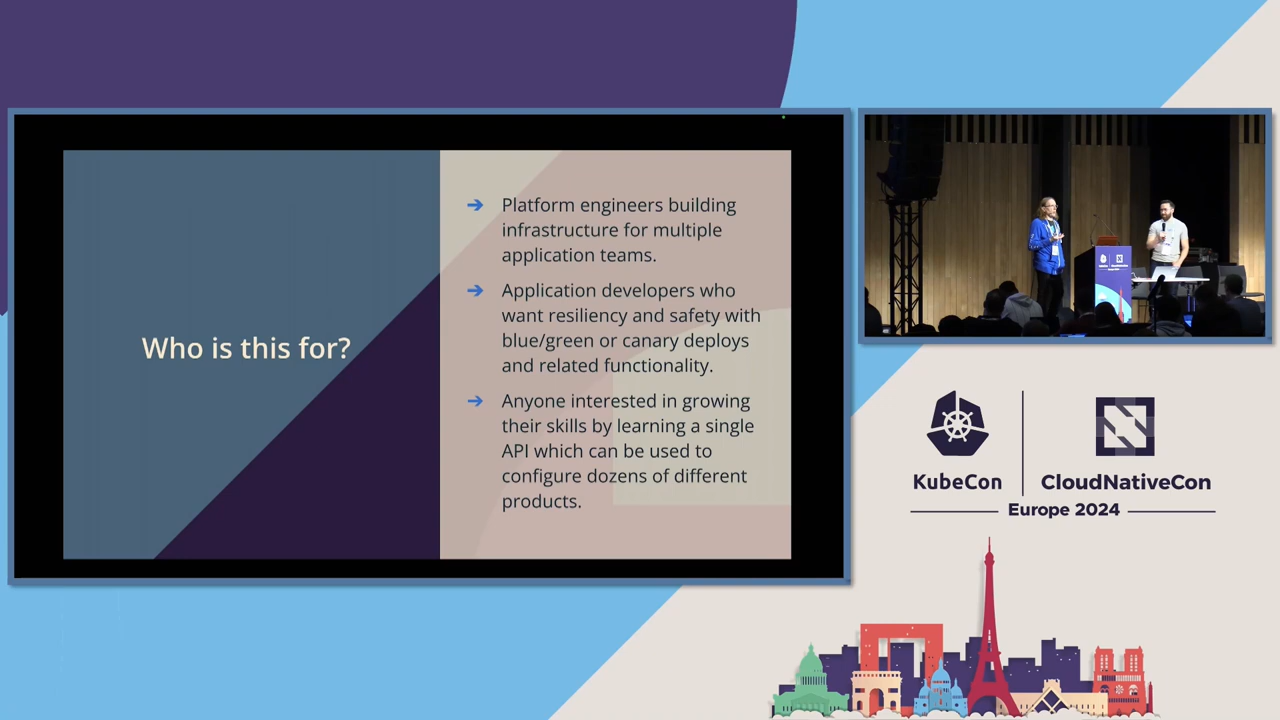 Who is this for?
➔ Platform engineers building
infrastructure for multiple
application teams.
➔ Application developers who
want resiliency and safety with
blue/green or canary deploys
and related functionality.
➔ Anyone interested in growing
their skills by learning a single
API which can be used to
configure dozens of different
products.
KubeCon
CloudNativeCon
Europe 2024